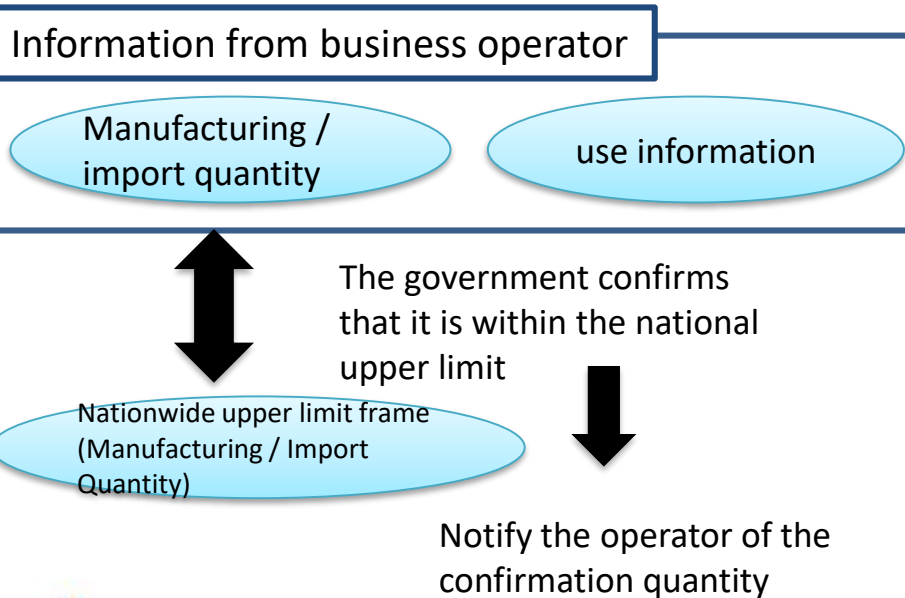 Information from business operator
Manufacturing /
import quantity
use information
The government confirms
that it is within the national
upper limit
Nationwide upper limit frame
(Manufacturing / Import
Quantity)
Notify the operator of the
confirmation quantity